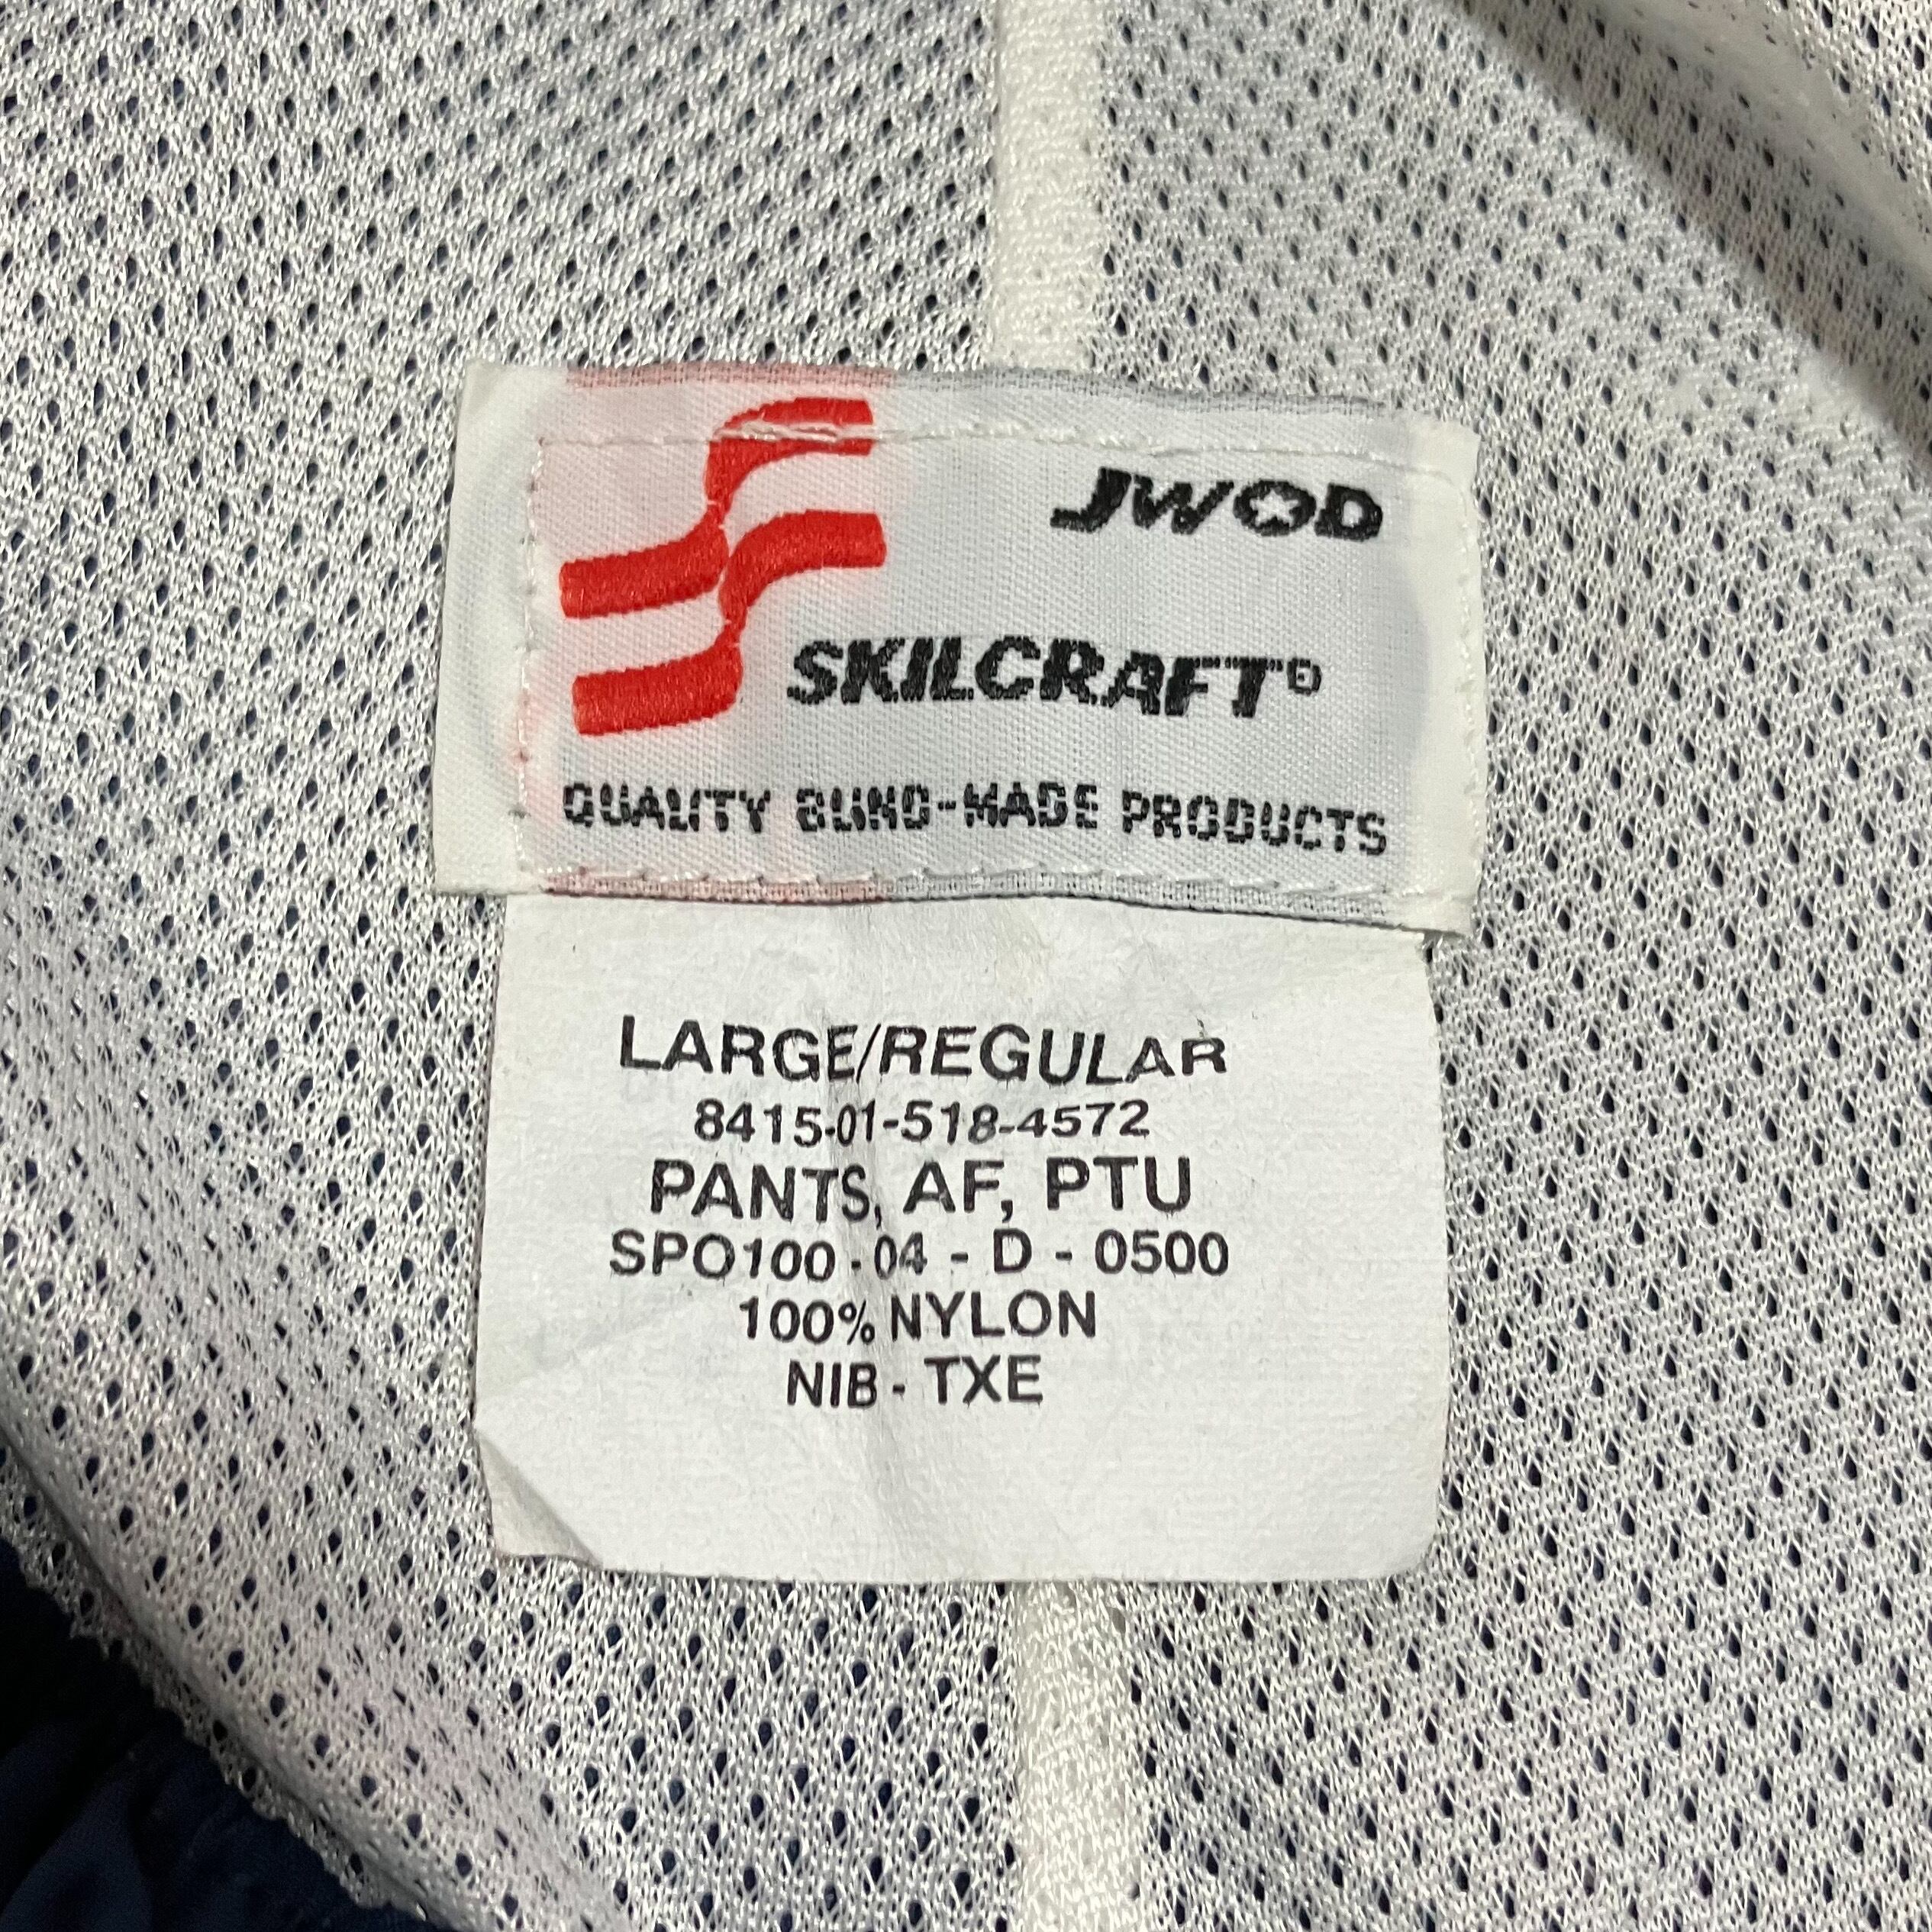 JWOD
SKILCRAFT®
QUALITY BLIND-MADE PRODUCTS
LARGE/REGULAR
8415-01-518-4572
PANTS, AF, PTU
SPO100-04-D-0500
100% NYLON
NIB-TXE